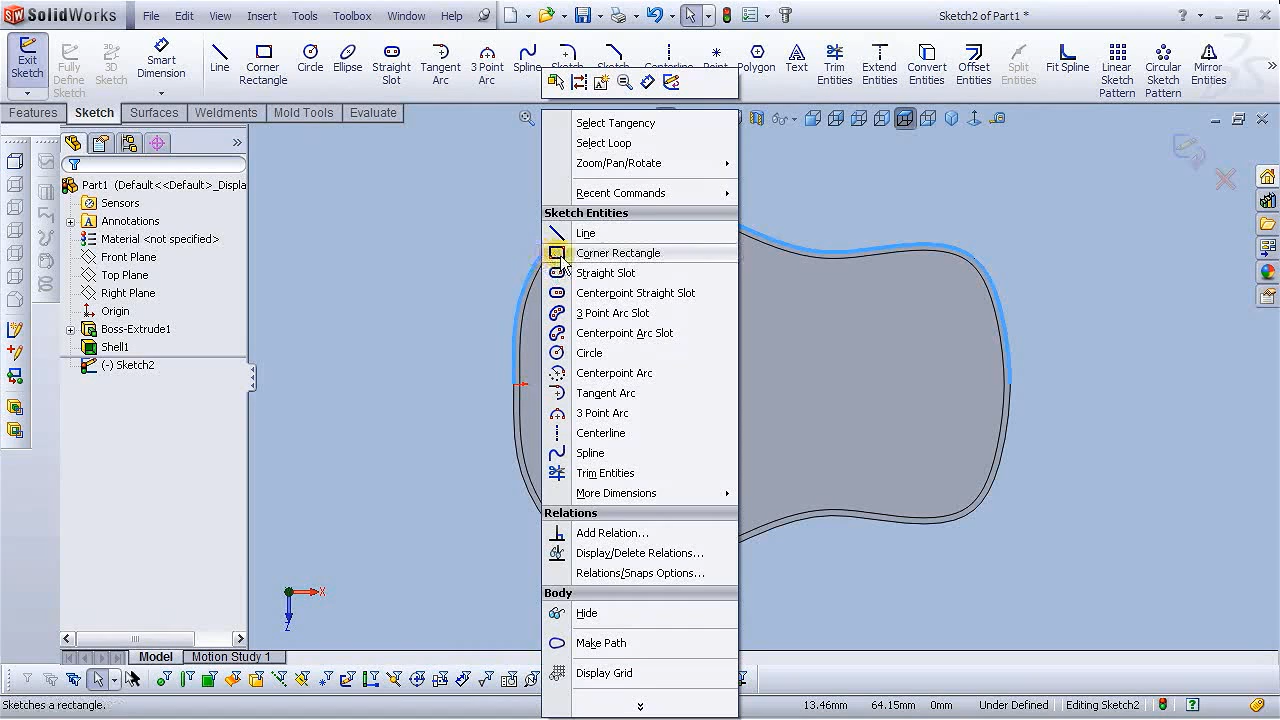 SolidWorks File Edit View Insert Tools Toolbox Window Help Sketch2 of Part1 *
Exit Sketch
Fully Define Sketch
3D Sketch
Smart Dimension
Line
Corner Rectangle
Circle
Ellipse
Straight Slot
Tangent Arc
3 Point Arc
Spline
Arc
Sketch
Centerline
Point
Polygon
Text
Trim Entities
Extend Entities
Convert Entities
Offset Entities
Split Entities
Fit Spline
Linear Sketch Pattern
Circular Sketch Pattern
Mirror Entities
Features Sketch Surfaces Weldments Mold Tools Evaluate
Part1 (Default<<Default>_Displa
Sensors
Annotations
Material <not specified>
Front Plane
Top Plane
Right Plane
Origin
Boss-Extrude1
Shell1
(-) Sketch2
Select Tangency
Select Loop
Zoom/Pan/Rotate
Recent Commands
Sketch Entities
Line
Corner Rectangle
Straight Slot
Centerpoint Straight Slot
3 Point Arc Slot
Centerpoint Arc Slot
Circle
Centerpoint Arc
Tangent Arc
3 Point Arc
Centerline
Spline
Trim Entities
More Dimensions
Relations
Add Relation...
Display/Delete Relations...
Relations/Snaps Options...
Body
Hide
Make Path
Display Grid
X
Z
Model Motion Study 1
Sketches a rectangle. 13.46mm 64.15mm 0mm Under Defined Editing Sketch2